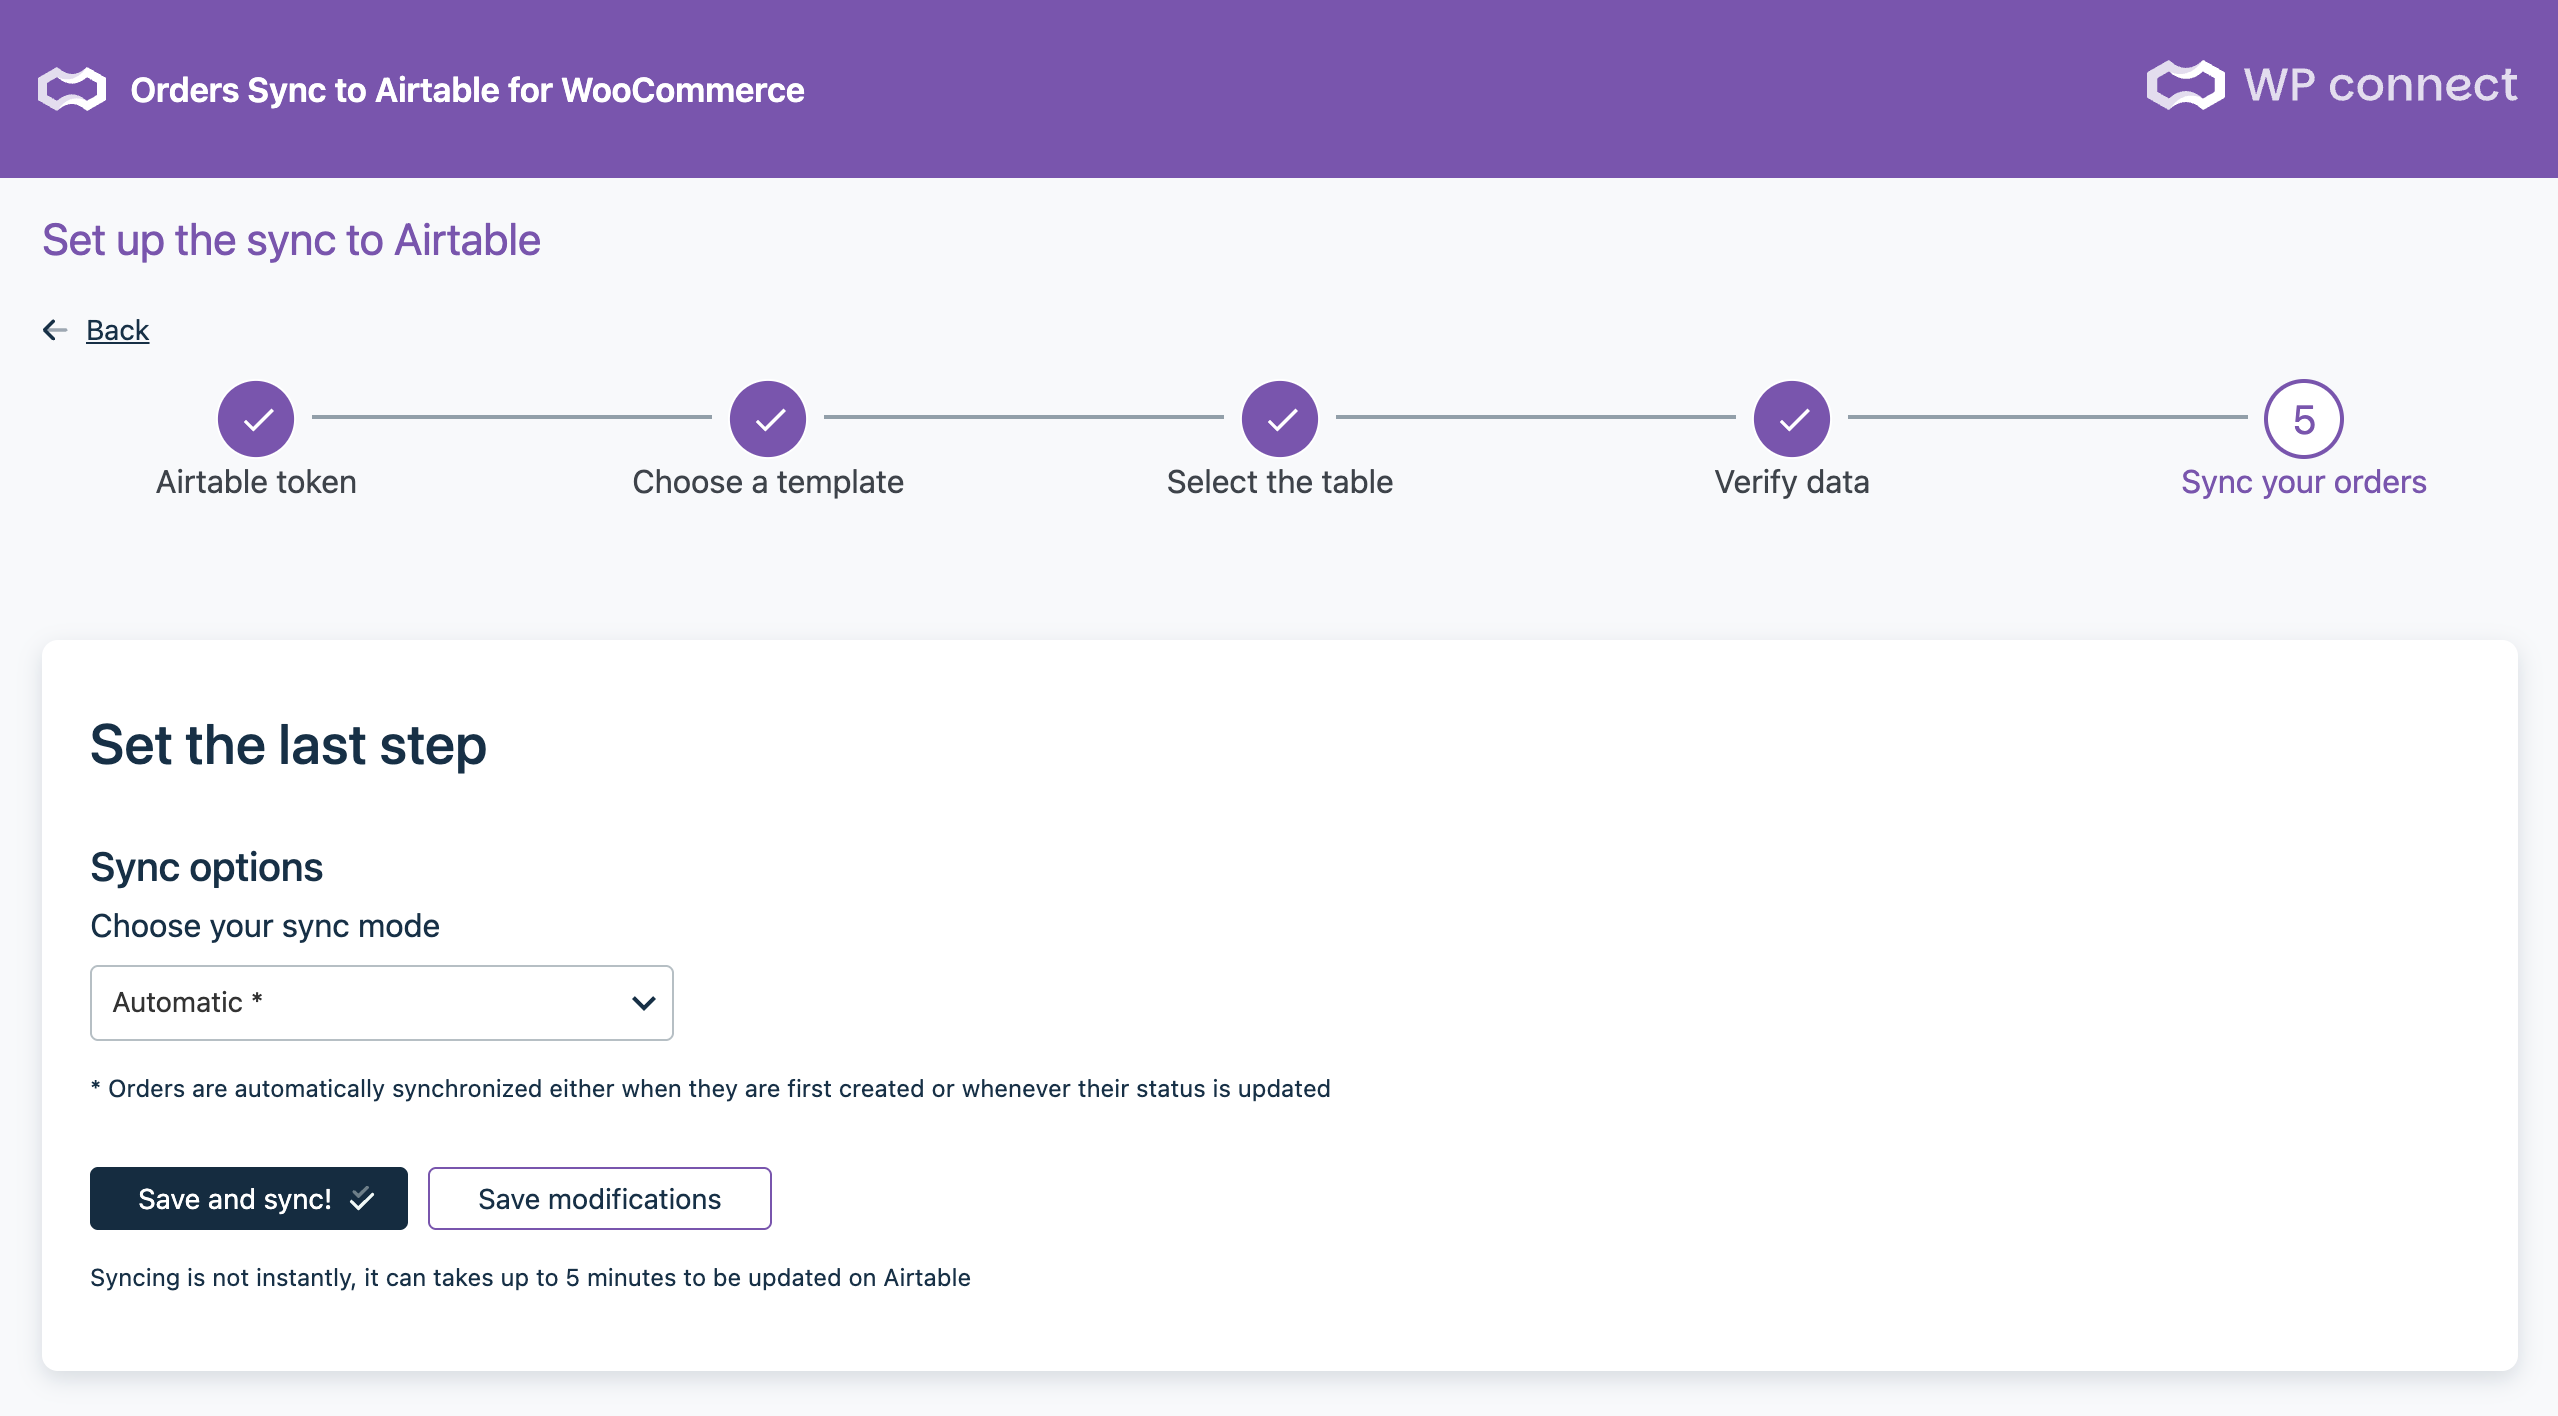 Orders Sync to Airtable for WooCommerce
WP connect
Set up the sync to Airtable
Back
Airtable token
Choose a template
Select the table
Verify data
5
Sync your orders
Set the last step
Sync options
Choose your sync mode
Automatic *
* Orders are automatically synchronized either when they are first created or whenever their status is updated
Save and sync!
Save modifications
Syncing is not instantly, it can takes up to 5 minutes to be updated on Airtable